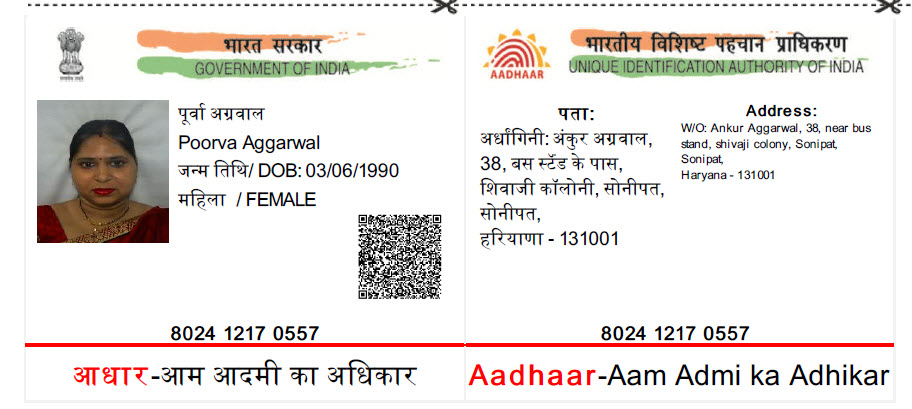 भारत सरकार
GOVERNMENT OF INDIA
पूर्वा अग्रवाल
Poorva Aggarwal
जन्म तिथि/ DOB: 03/06/1990
महिला / FEMALE
8024 1217 0557
आधार-आम आदमी का अधिकार
AADHAAR
भारतीय विशिष्ट पहचान प्राधिकरण
UNIQUE IDENTIFICATION AUTHORITY OF INDIA
पता:
अर्धांगिनी: अंकुर अग्रवाल,
38, बस स्टॅड के पास,
शिवाजी कॉलोनी, सोनीपत,
सोनीपत,
हरियाणा - 131001
Address:
W/O: Ankur Aggarwal, 38, near bus
stand, shivaji colony, Sonipat,
Sonipat,
Haryana - 131001
8024 1217 0557
Aadhaar-Aam Admi ka Adhikar